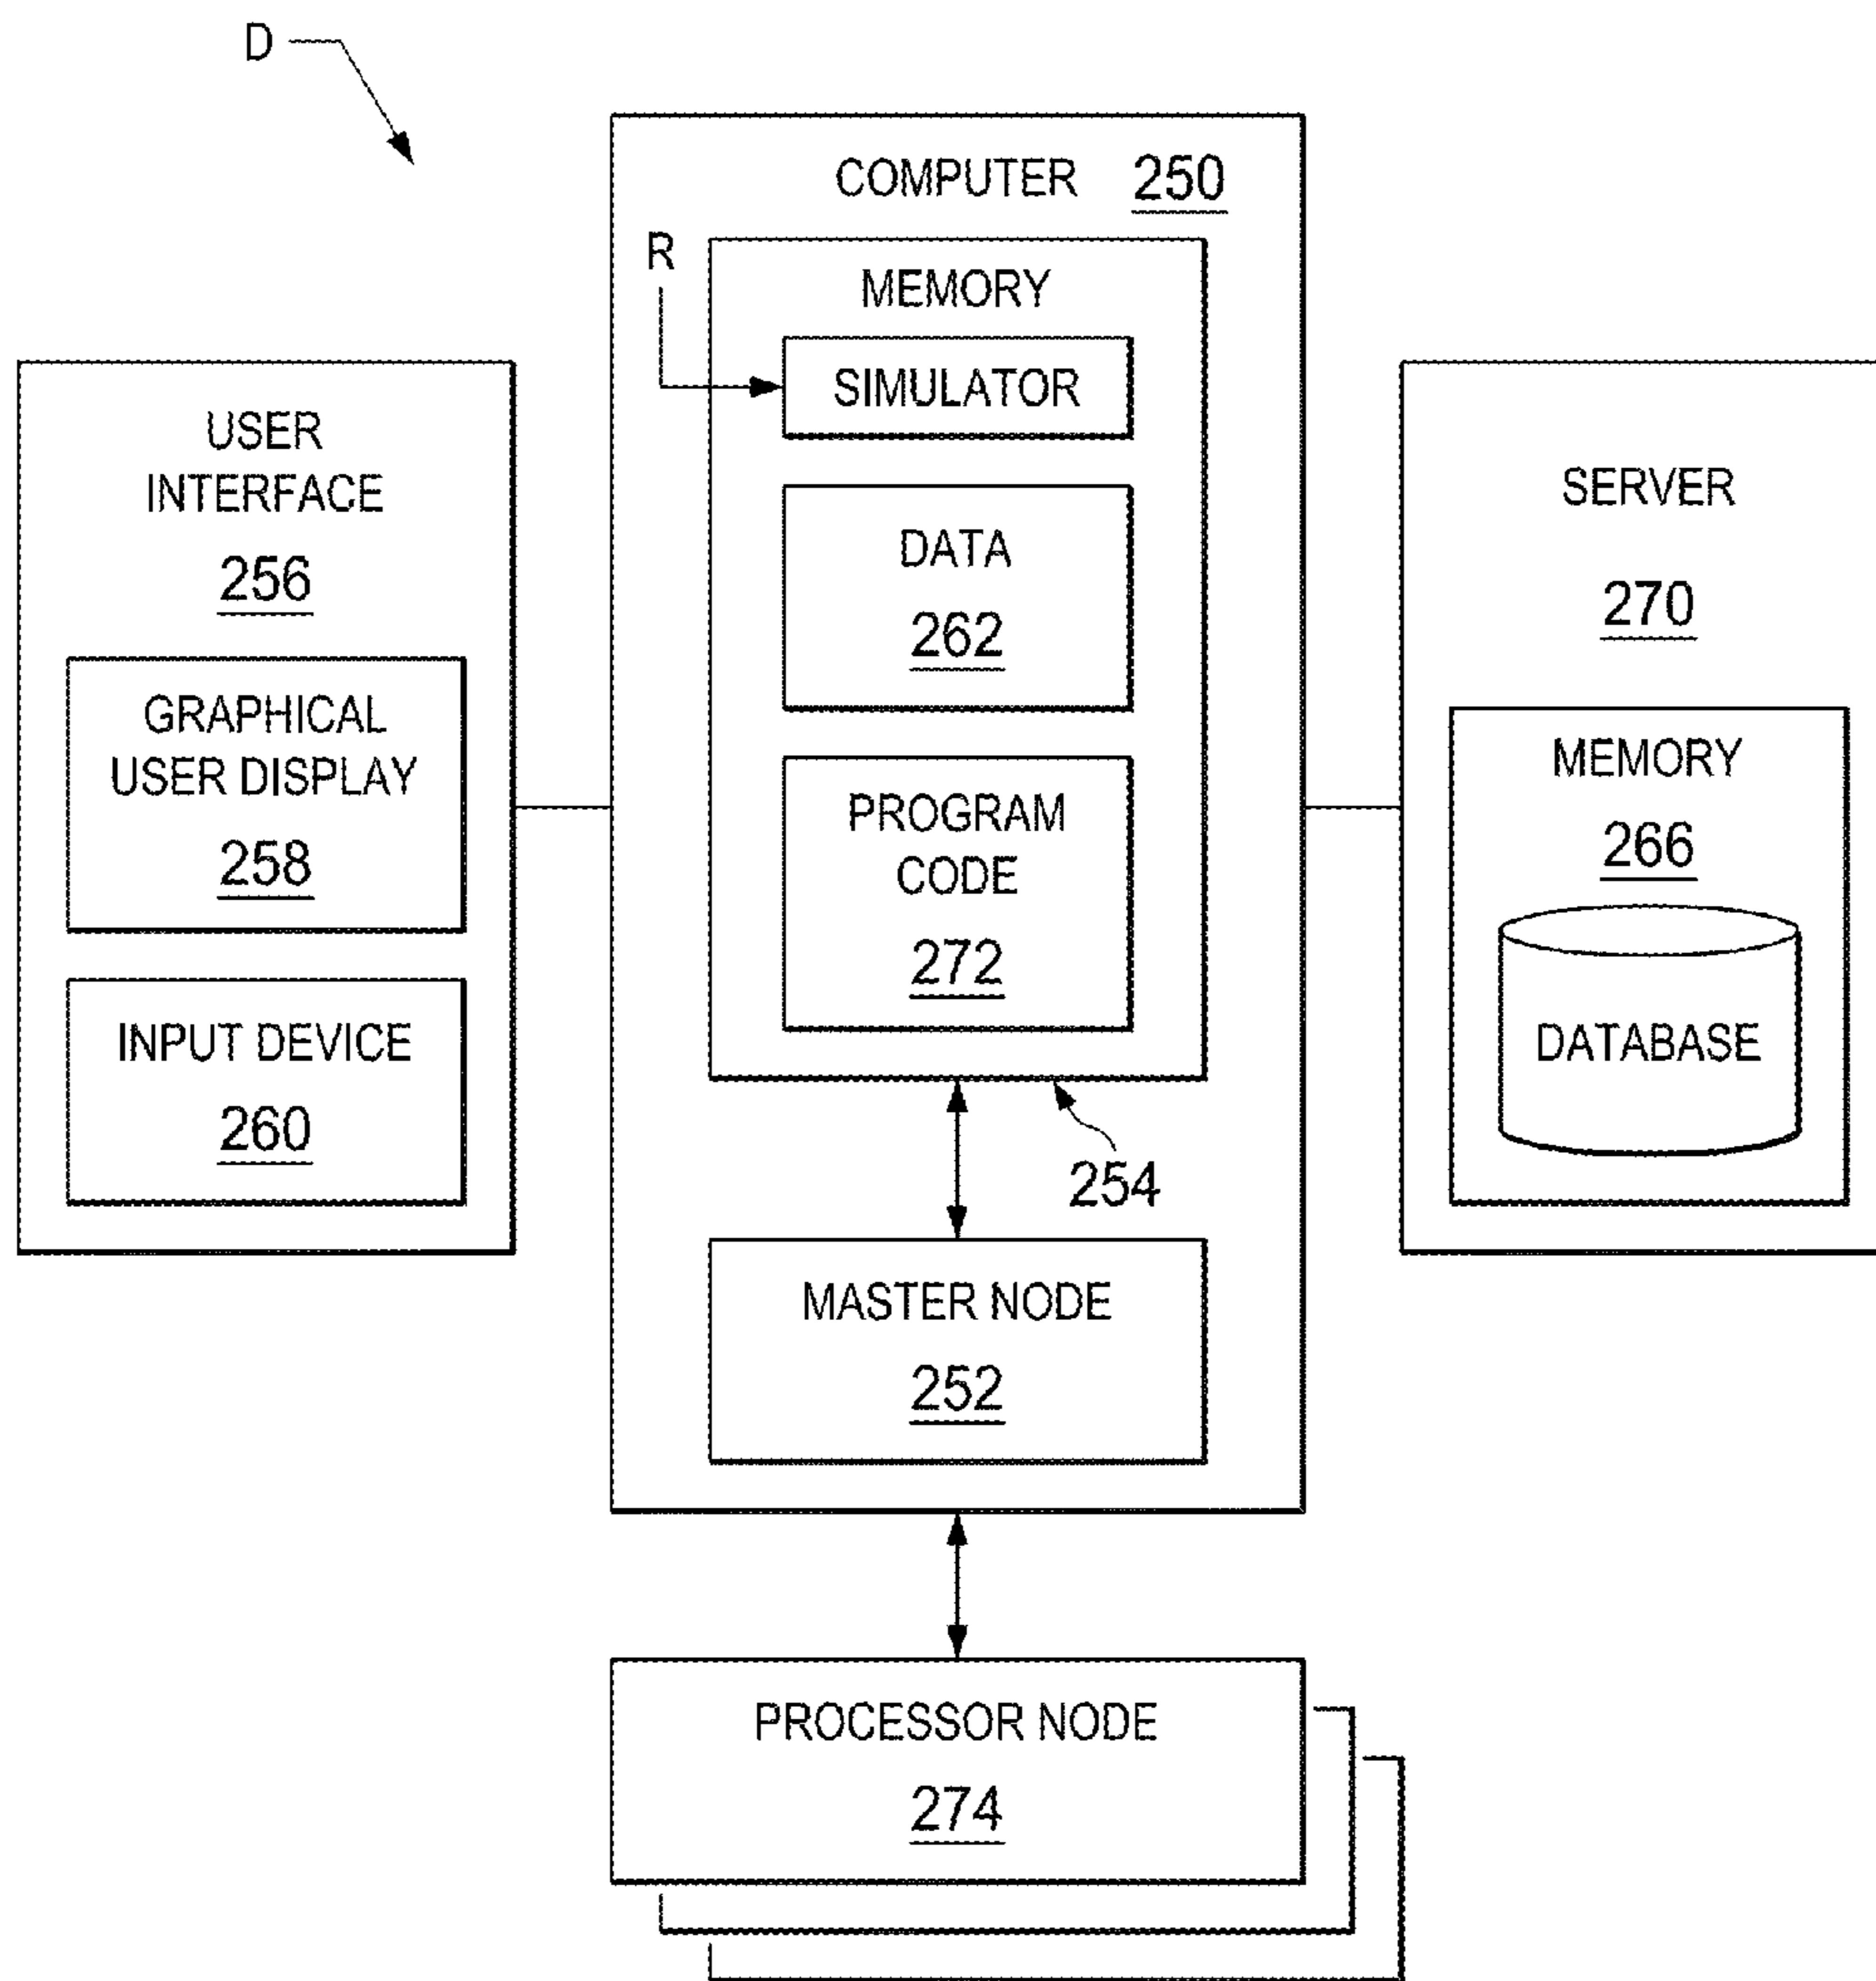 D
COMPUTER 250
R
MEMORY
SIMULATOR
DATA
262
PROGRAM
CODE
272
254
MASTER NODE
252
USER
INTERFACE
256
GRAPHICAL
USER DISPLAY
258
INPUT DEVICE
260
SERVER
270
MEMORY
266
DATABASE
PROCESSOR NODE
274